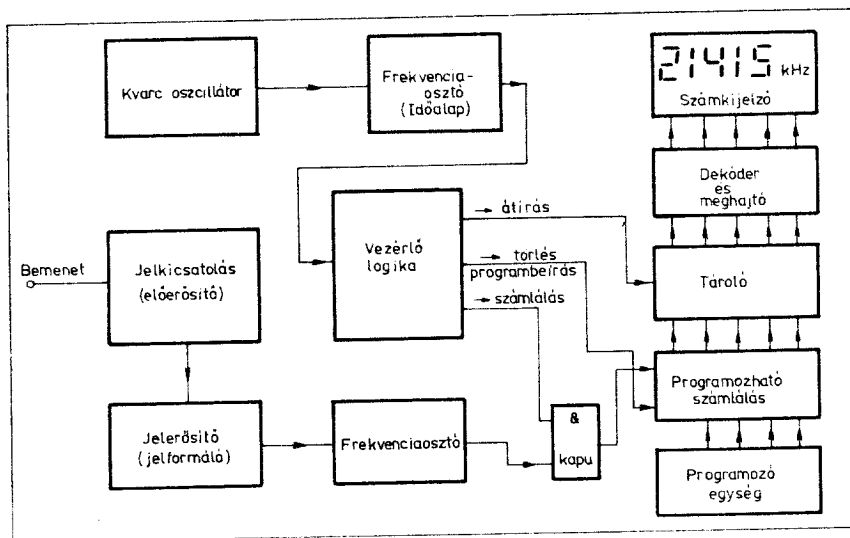 Kvarc oszcillátor
Frekvencia-
osztó
(Időalap)
21415 kHz
Számkijelző
Dekóder
és
meghajtó
Vezérlő
logika
→ átírás
→ törlés
programbeírás
→ számlálás
Bemenet
Jelkicsatolás
(előerősítő)
Tároló
Programozható
számlálás
Jelerősítő
(jelformáló)
Frekvenciaosztó
&
kapu
Programozó
egység